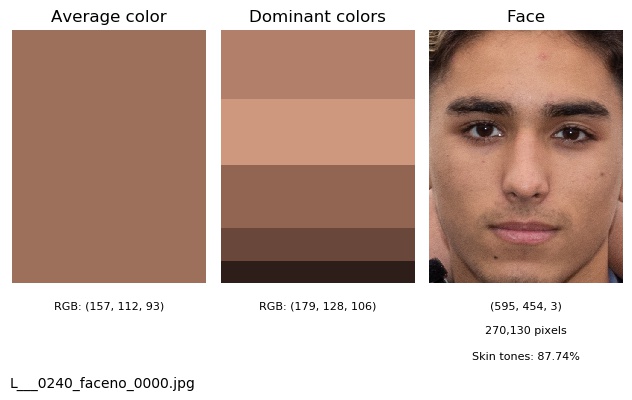 Average color
Dominant colors
Face
RGB: (157, 112, 93)
RGB: (179, 128, 106)
(595, 454, 3)
270,130 pixels
Skin tones: 87.74%
L___0240_faceno_0000.jpg